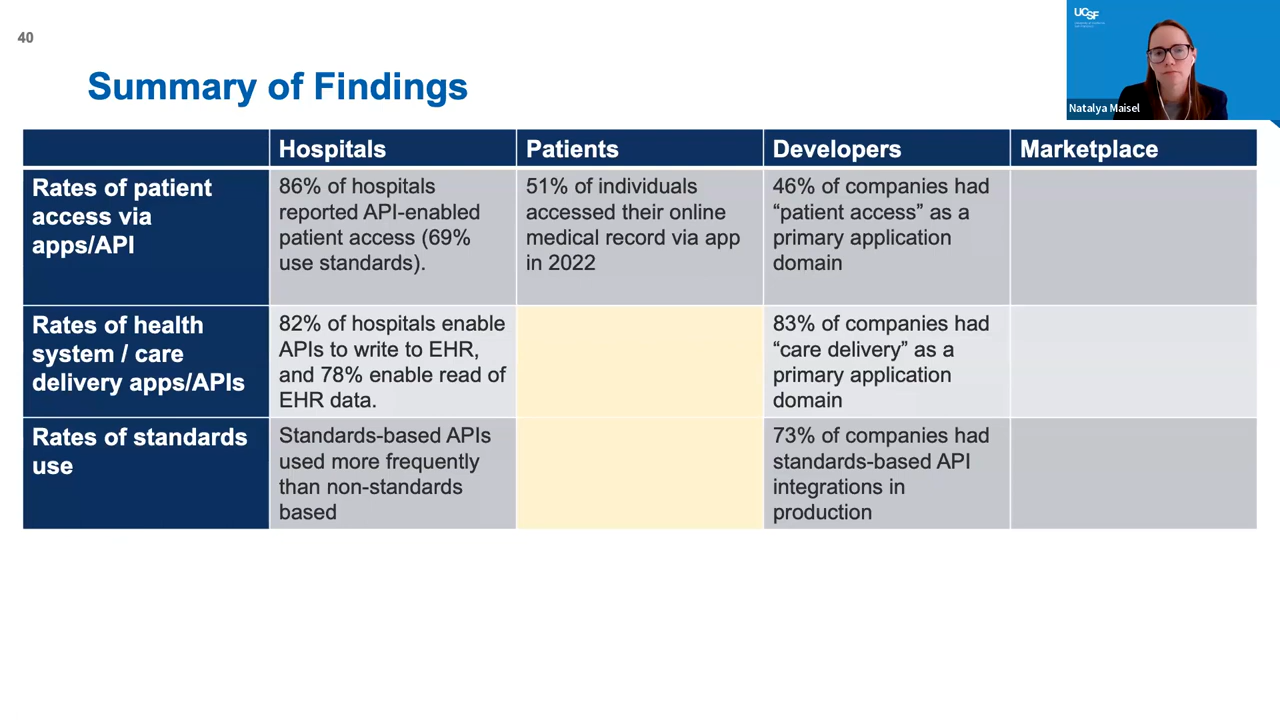 40
UCSF
Natalya Maisel
Summary of Findings
Hospitals
Patients
Developers
Marketplace
Rates of patient
access via
apps/API
86% of hospitals
reported API-enabled
patient access (69%
use standards).
51% of individuals
accessed their online
medical record via app
in 2022
46% of companies had
“patient access” as a
primary application
domain
Rates of health
system / care
delivery apps/APIs
82% of hospitals enable
APIs to write to EHR,
and 78% enable read of
EHR data.
83% of companies had
“care delivery” as a
primary application
domain
Rates of standards
use
Standards-based APIs
used more frequently
than non-standards
based
73% of companies had
standards-based API
integrations in
production